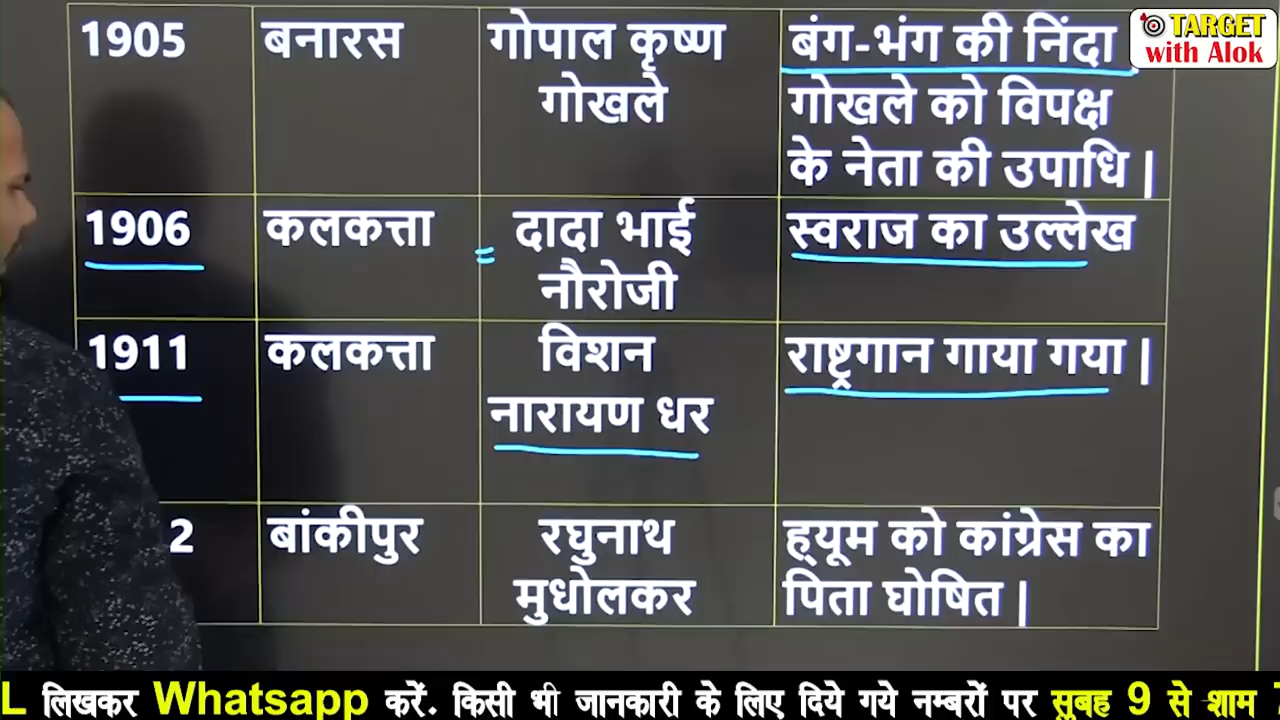 TARGET
with Alok
1905 बनारस गोपाल कृष्ण बंग-भंग की निंदा |
गोखले गोखले को विपक्ष
के नेता की उपाधि |
1906 कलकत्ता = दादा भाई स्वराज का उल्लेख
नौरोजी
1911 कलकत्ता विशन राष्ट्रगान गाया गया |
नारायण धर
2 बांकीपुर रघुनाथ ह्यूम को कांग्रेस का
मुधोलकर पिता घोषित |
L लिखकर Whatsapp करें. किसी भी जानकारी के लिए दिये गये नम्बरों पर सुबह 9 से शाम